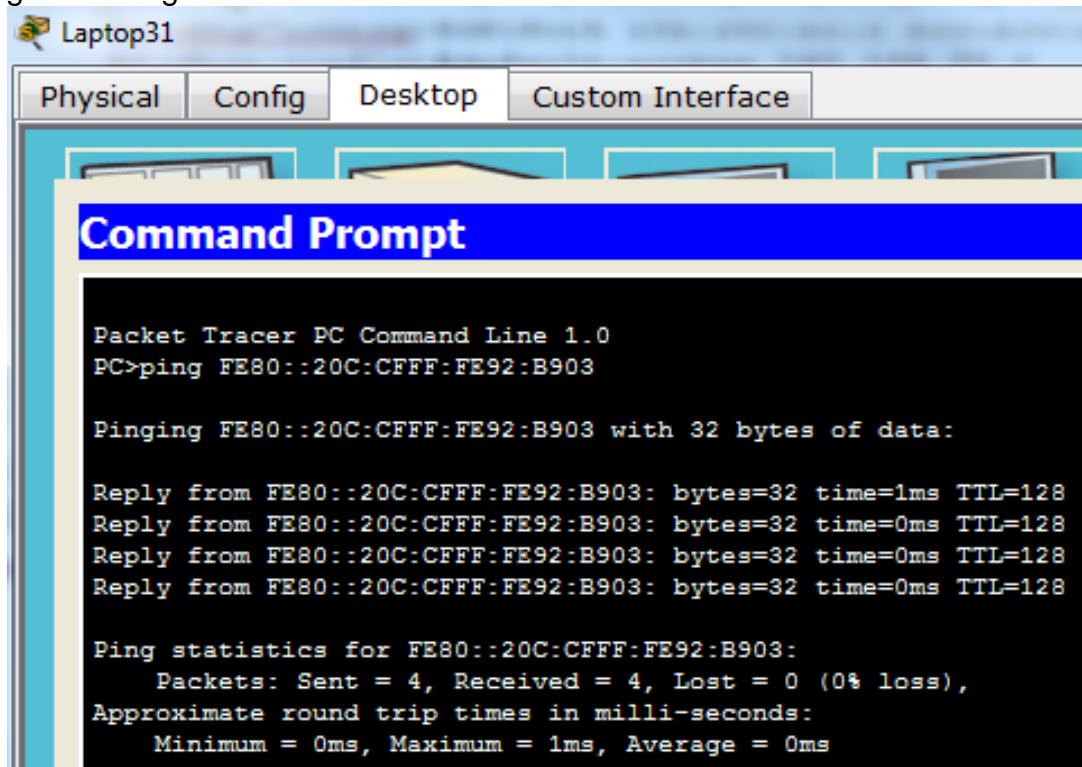 Laptop31
Physical Config Desktop Custom Interface
Command Prompt
Packet Tracer PC Command Line 1.0
PC>ping FE80::20C:CFFF:FE92:B903
Pinging FE80::20C:CFFF:FE92:B903 with 32 bytes of data:
Reply from FE80::20C:CFFF:FE92:B903: bytes=32 time=1ms TTL=128
Reply from FE80::20C:CFFF:FE92:B903: bytes=32 time=0ms TTL=128
Reply from FE80::20C:CFFF:FE92:B903: bytes=32 time=0ms TTL=128
Reply from FE80::20C:CFFF:FE92:B903: bytes=32 time=0ms TTL=128
Ping statistics for FE80::20C:CFFF:FE92:B903:
Packets: Sent = 4, Received = 4, Lost = 0 (0% loss),
Approximate round trip times in milli-seconds:
Minimum = 0ms, Maximum = 1ms, Average = 0ms